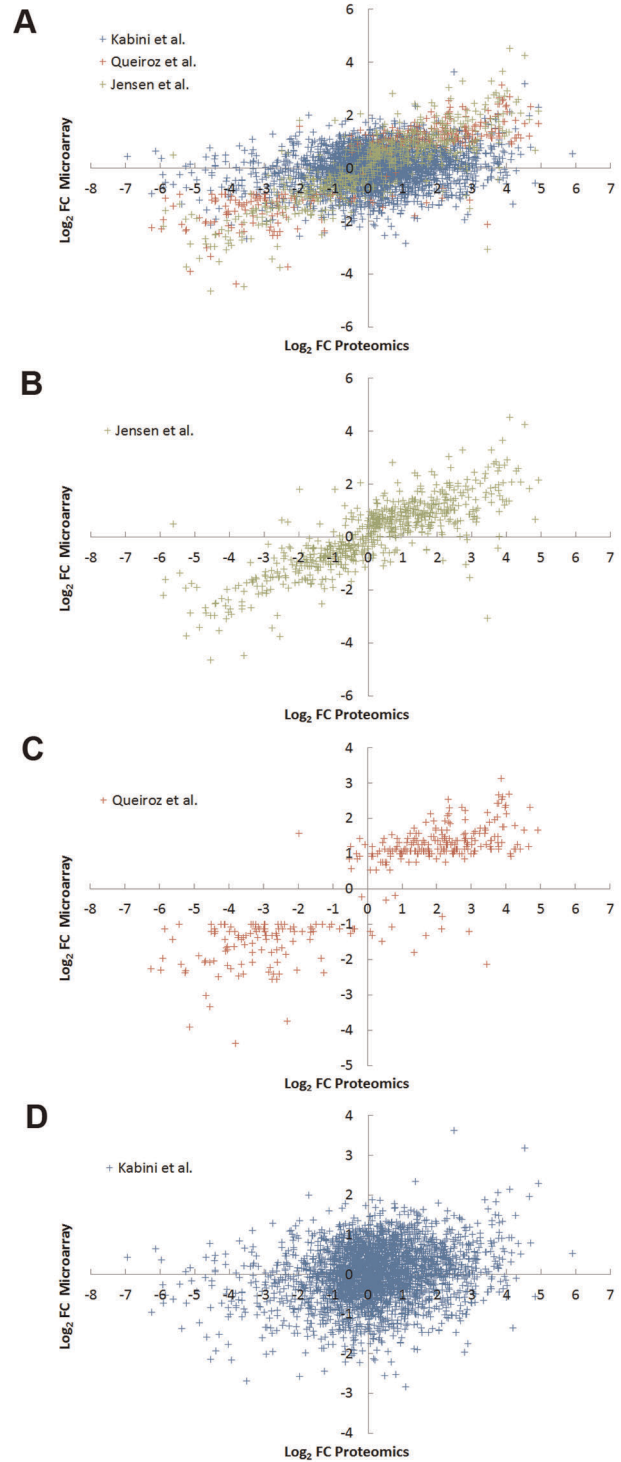 A
6
Kabini et al.
Queiroz et al.
Jensen et al.
4
2
0
-8 -7 -6 -5 -4 -3 -2 -1 0 1 2 3 4 5 6 7
-2
-4
-6
Log2 FC Microarray
Log2 FC Proteomics
B
6
Jensen et al.
4
2
0
-8 -7 -6 -5 -4 -3 -2 -1 0 1 2 3 4 5 6 7
-2
-4
-6
Log2 FC Microarray
Log2 FC Proteomics
C
4
Queiroz et al.
3
2
1
0
-8 -7 -6 -5 -4 -3 -2 -1 0 1 2 3 4 5 6 7
-1
-2
-3
-4
-5
Log2 FC Microarray
Log2 FC Proteomics
D
4
Kabini et al.
3
2
1
0
-8 -7 -6 -5 -4 -3 -2 -1 0 1 2 3 4 5 6 7
-1
-2
-3
-4
Log2 FC Microarray
Log2 FC Proteomics